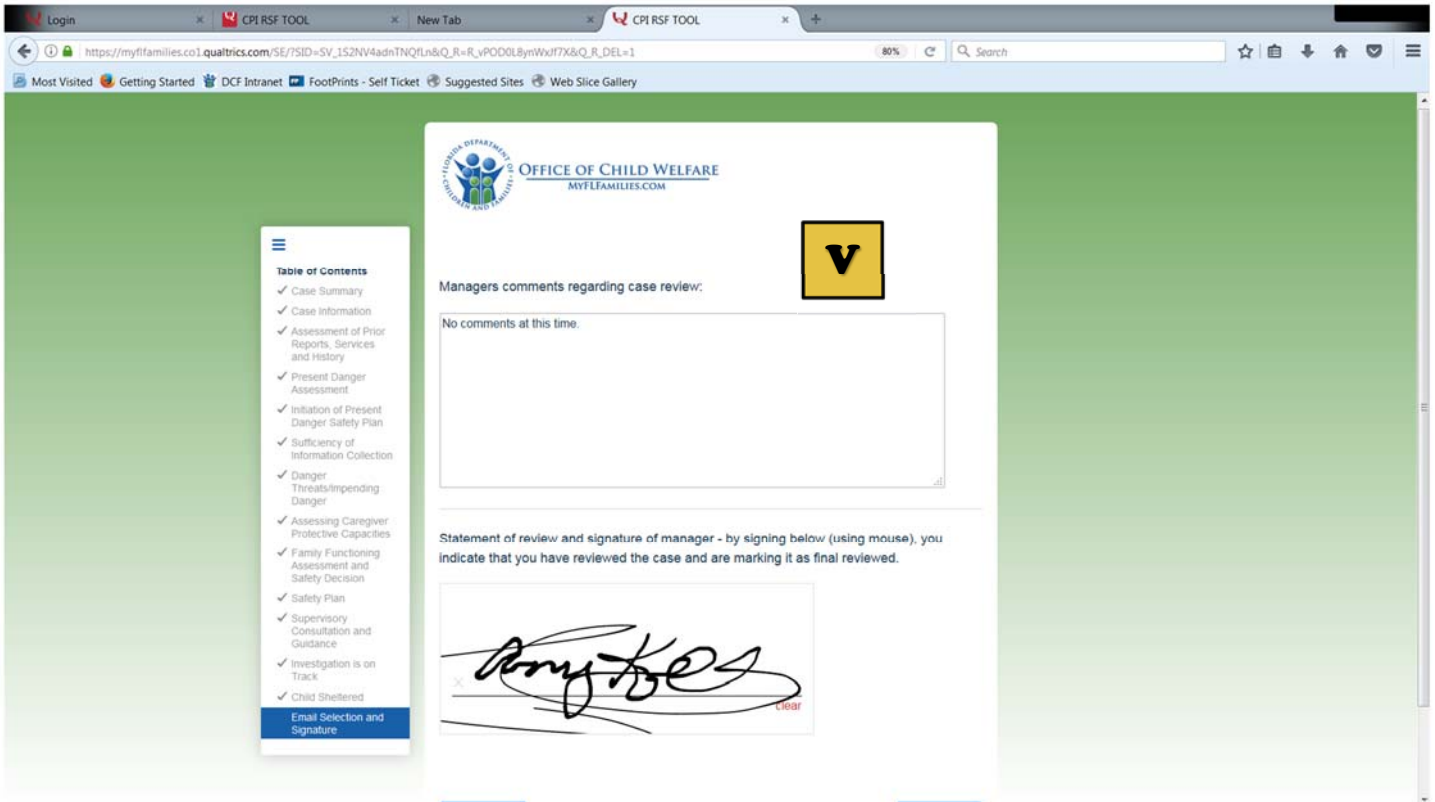 Login
CPI RSF TOOL
New Tab
CPI RSF TOOL
https://myflfamilies.co1.qualtrics.com/SE/?SID=SV_1S2NV4adnTNQfLn&Q_R=R_vPOD0L8ynWxJf7X&Q_R_DEL=1
80%
Search
Most Visited Getting Started DCF Intranet FootPrints - Self Ticket Suggested Sites Web Slice Gallery
FLORIDA DEPARTMENT OF CHILDREN AND FAMILIES
OFFICE OF CHILD WELFARE
MYFLFAMILIES.COM
V
Table of Contents
Case Summary
Case Information
Assessment of Prior
Reports, Services
and History
Present Danger
Assessment
Initiation of Present
Danger Safety Plan
Sufficiency of
Information Collection
Danger
Threats/Impending
Danger
Assessing Caregiver
Protective Capacities
Family Functioning
Assessment and
Safety Decision
Safety Plan
Supervisory
Consultation and
Guidance
Investigation is on
Track
Child Sheltered
Email Selection and
Signature
Managers comments regarding case review:
No comments at this time.
Statement of review and signature of manager - by signing below (using mouse), you
indicate that you have reviewed the case and are marking it as final reviewed.
clear